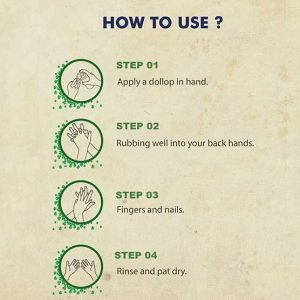 HOW TO USE ?
STEP 01
Apply a dollop in hand.
STEP 02
Rubbing well into your back hands.
STEP 03
Fingers and nails.
STEP 04
Rinse and pat dry.